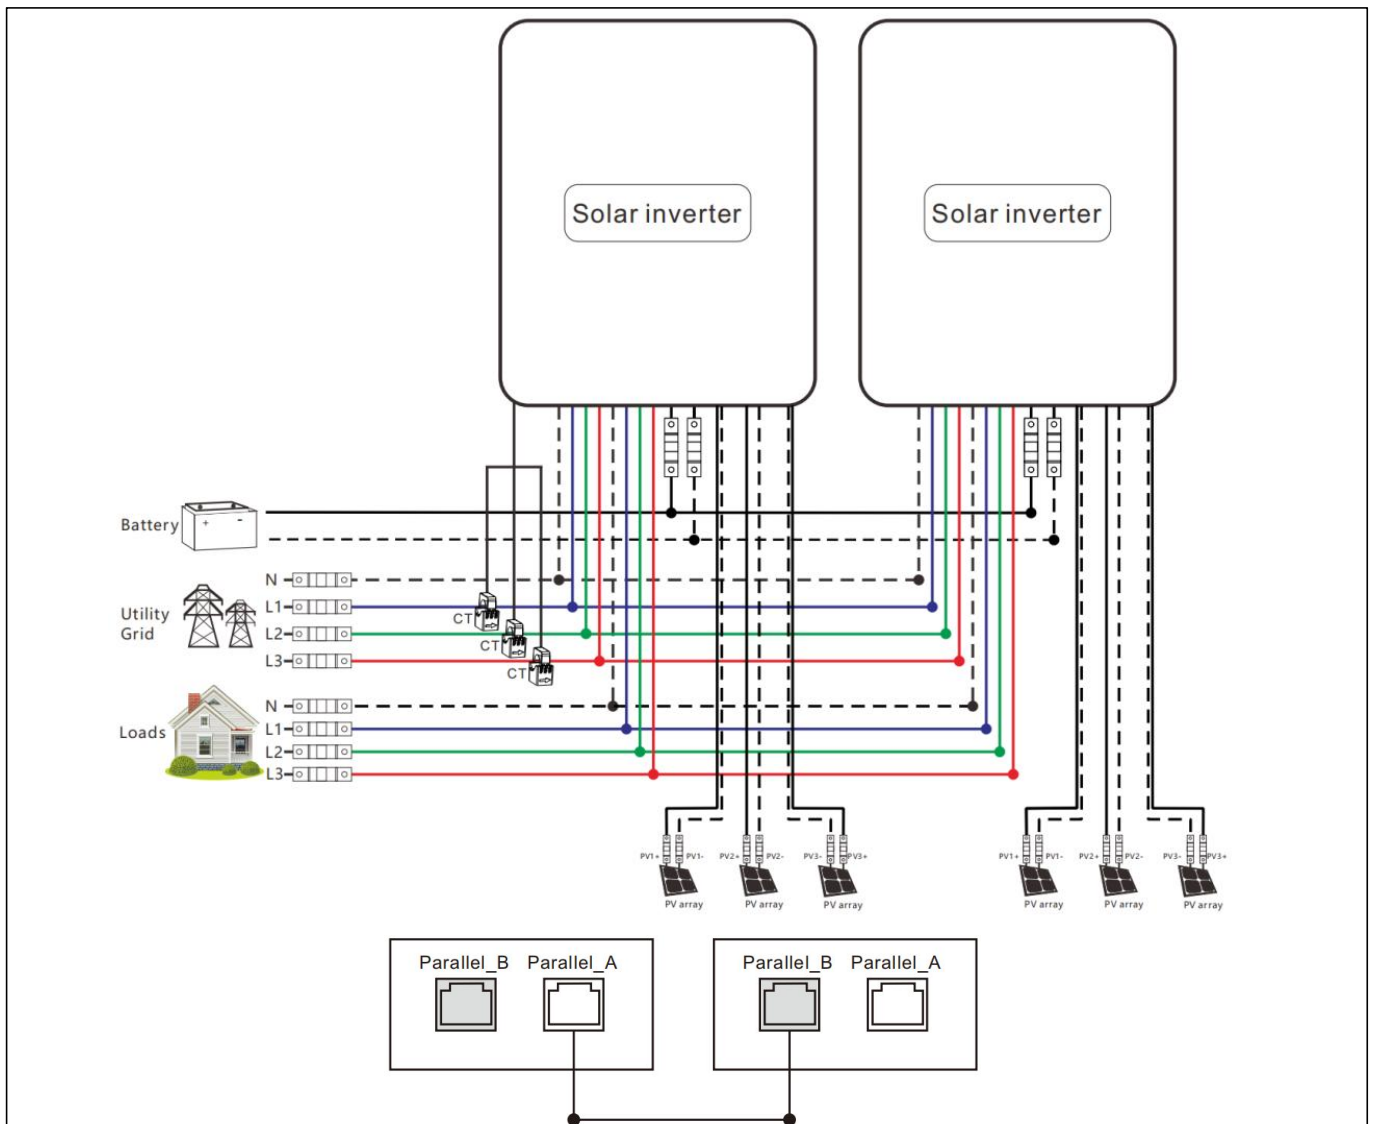 Solar inverter
Solar inverter
Battery
+ -
Utility
Grid
N
L1
L2
L3
CT
CT
CT
Loads
N
L1
L2
L3
PV1+ PV1- PV2+ PV2- PV3- PV3+
PV1+ PV1- PV2+ PV2- PV3- PV3+
PV array PV array PV array
PV array PV array PV array
Parallel_B Parallel_A
Parallel_B Parallel_A